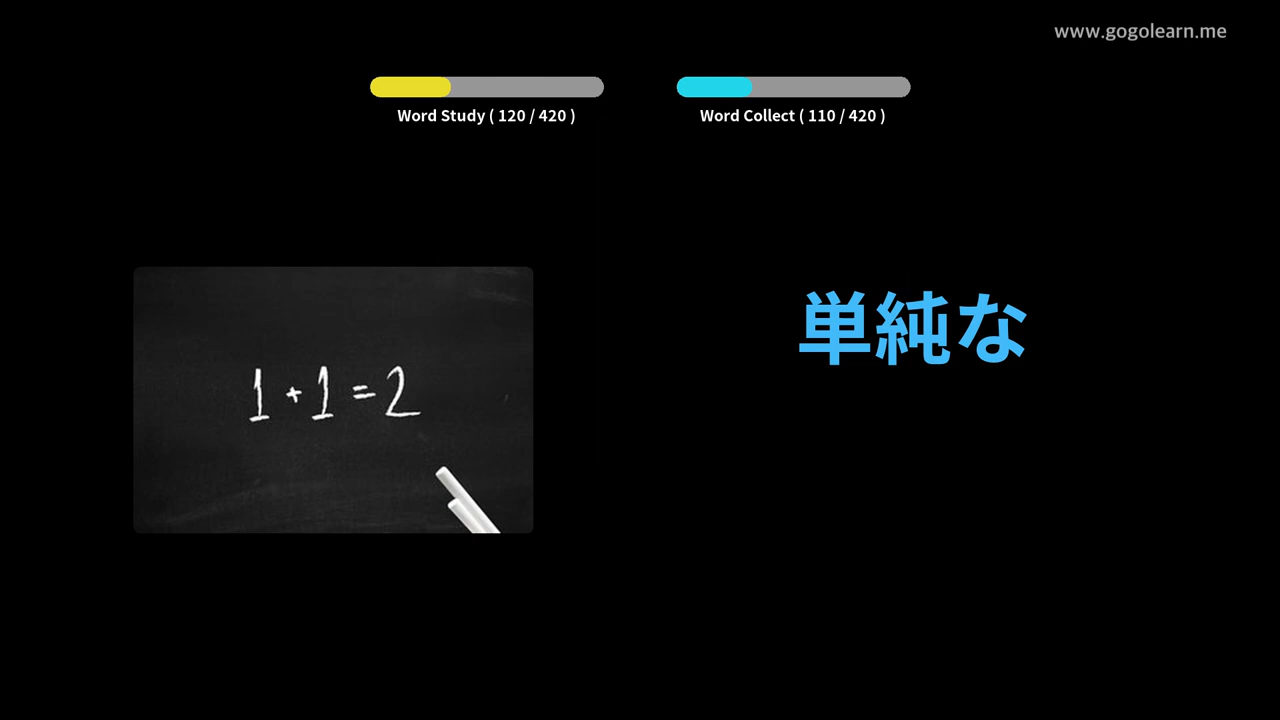 www.gogolearn.me
Word Study ( 120 / 420 )
Word Collect ( 110 / 420 )
1 + 1 = 2
単純な